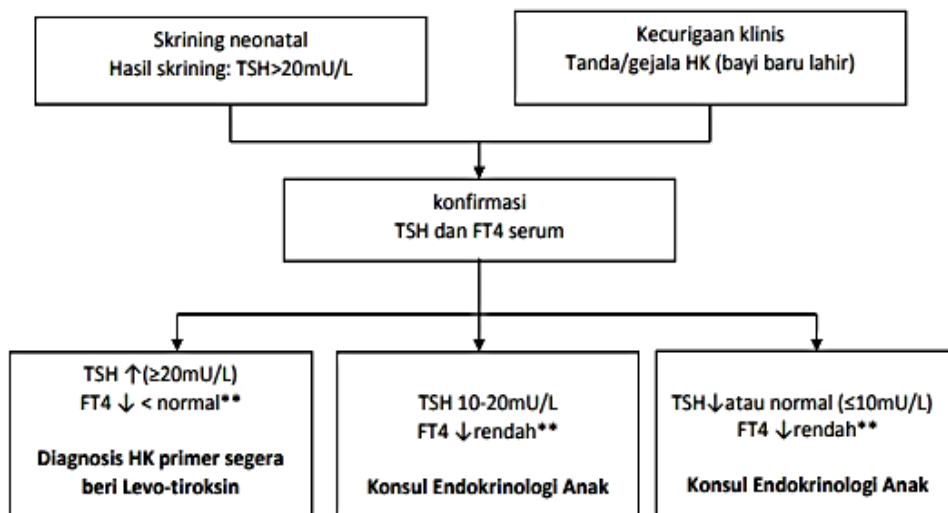 Skrining neonatal
Hasil skrining: TSH>20mU/L
Kecurigaan klinis
Tanda/gejala HK (bayi baru lahir)
konfirmasi
TSH dan FT4 serum
TSH ↑(≥20mU/L)
FT4 ↓ < normal**
Diagnosis HK primer segera
beri Levo-tiroksin
TSH 10-20mU/L
FT4 ↓rendah**
Konsul Endokrinologi Anak
TSH↓atau normal (≤10mU/L)
FT4 ↓rendah**
Konsul Endokrinologi Anak